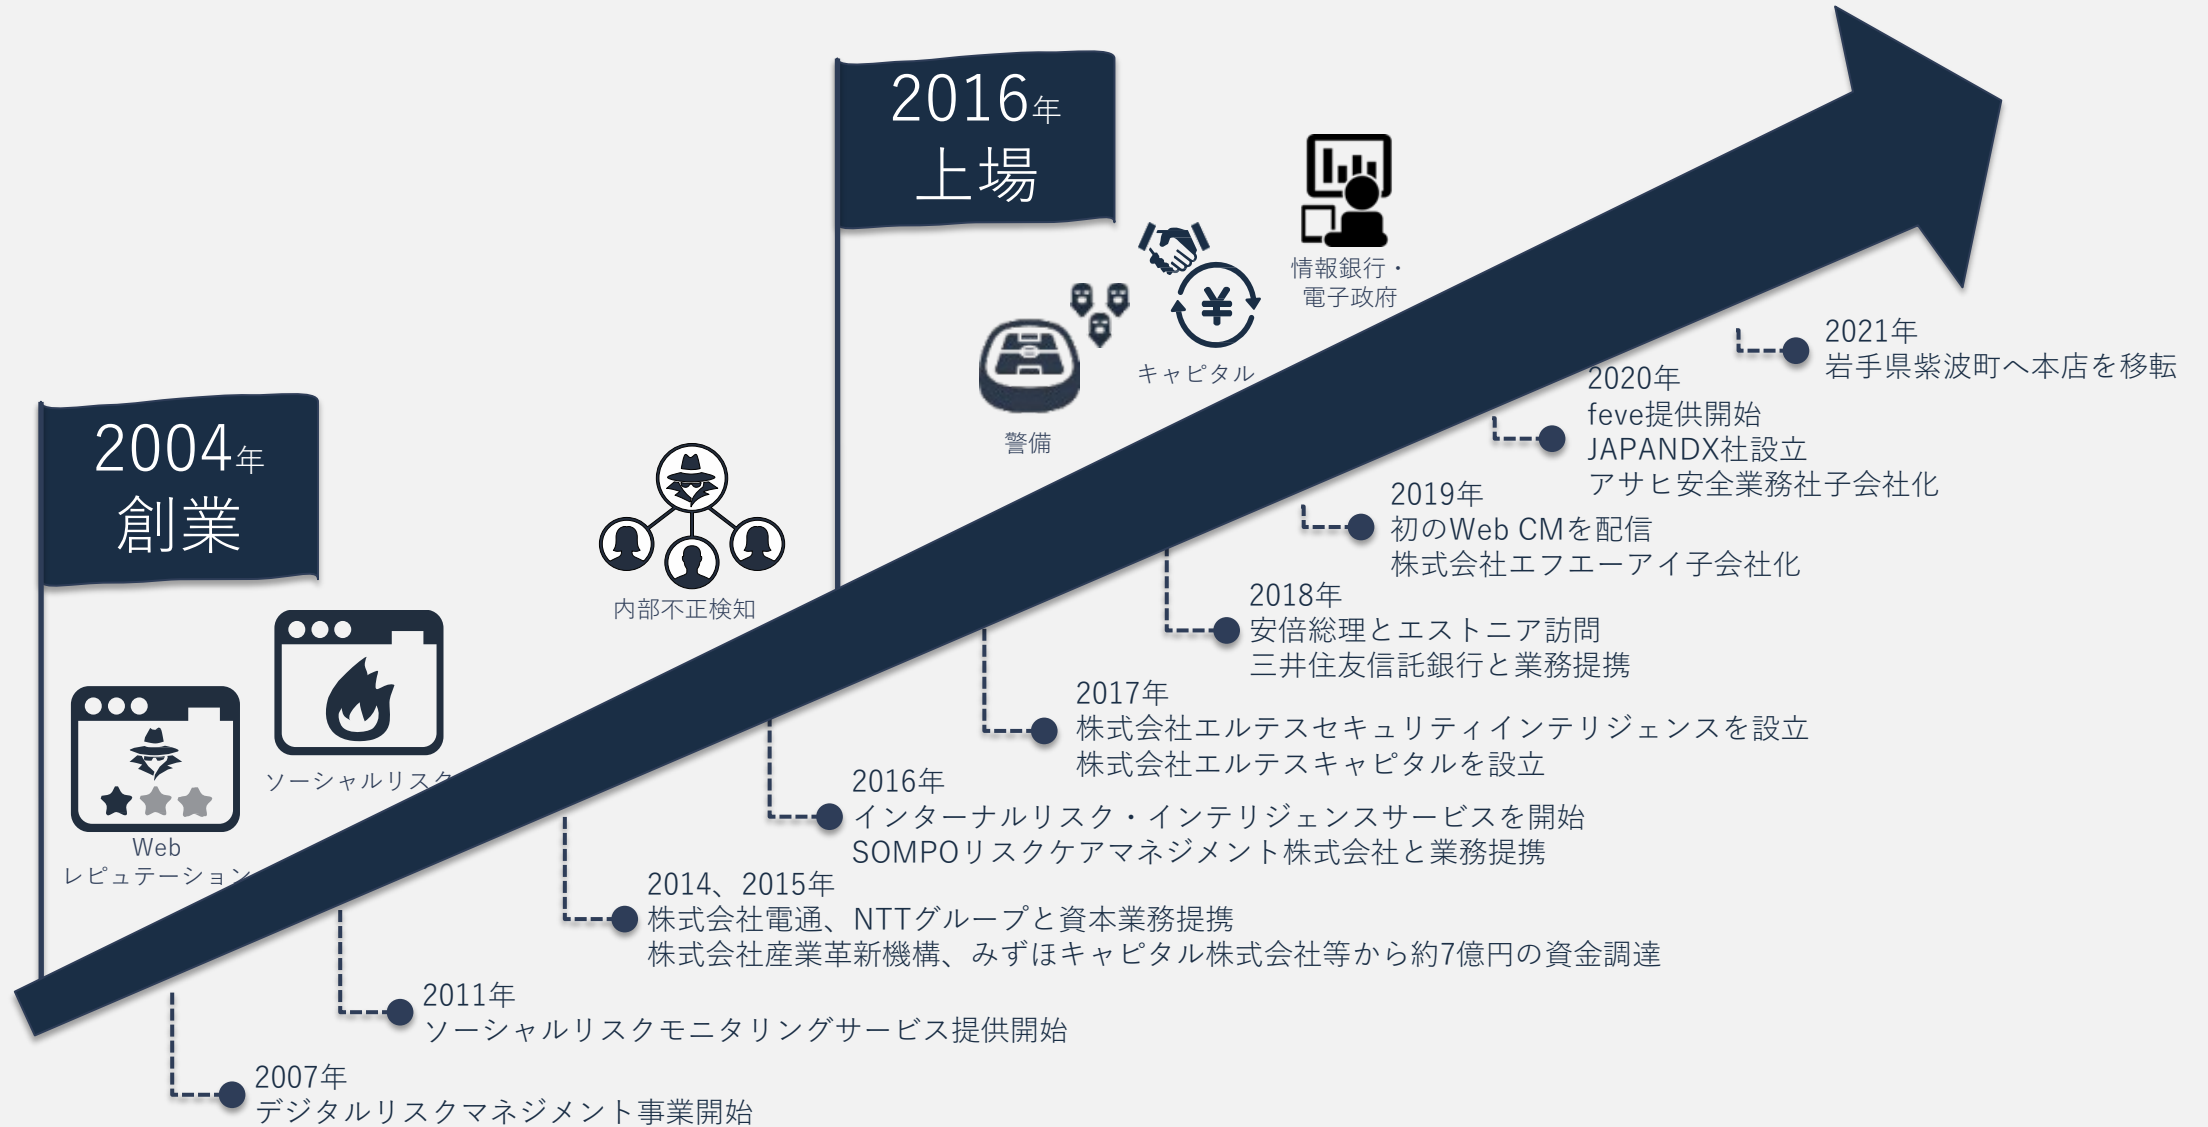 2004年
創業
2016年
上場
Web
レピュテーション
ソーシャルリスク
内部不正検知
警備
キャピタル
情報銀行・
電子政府
2007年
デジタルリスクマネジメント事業開始
2011年
ソーシャルリスクモニタリングサービス提供開始
2014、2015年
株式会社電通、NTTグループと資本業務提携
株式会社産業革新機構、みずほキャピタル株式会社等から約7億円の資金調達
2016年
インターナルリスク・インテリジェンスサービスを開始
SOMPOリスクケアマネジメント株式会社と業務提携
2017年
株式会社エルテスセキュリティインテリジェンスを設立
株式会社エルテスキャピタルを設立
2018年
安倍総理とエストニア訪問
三井住友信託銀行と業務提携
2019年
初のWeb CMを配信
株式会社エフエーアイ子会社化
2020年
feve提供開始
JAPANDX社設立
アサヒ安全業務社子会社化
2021年
岩手県紫波町へ本店を移転